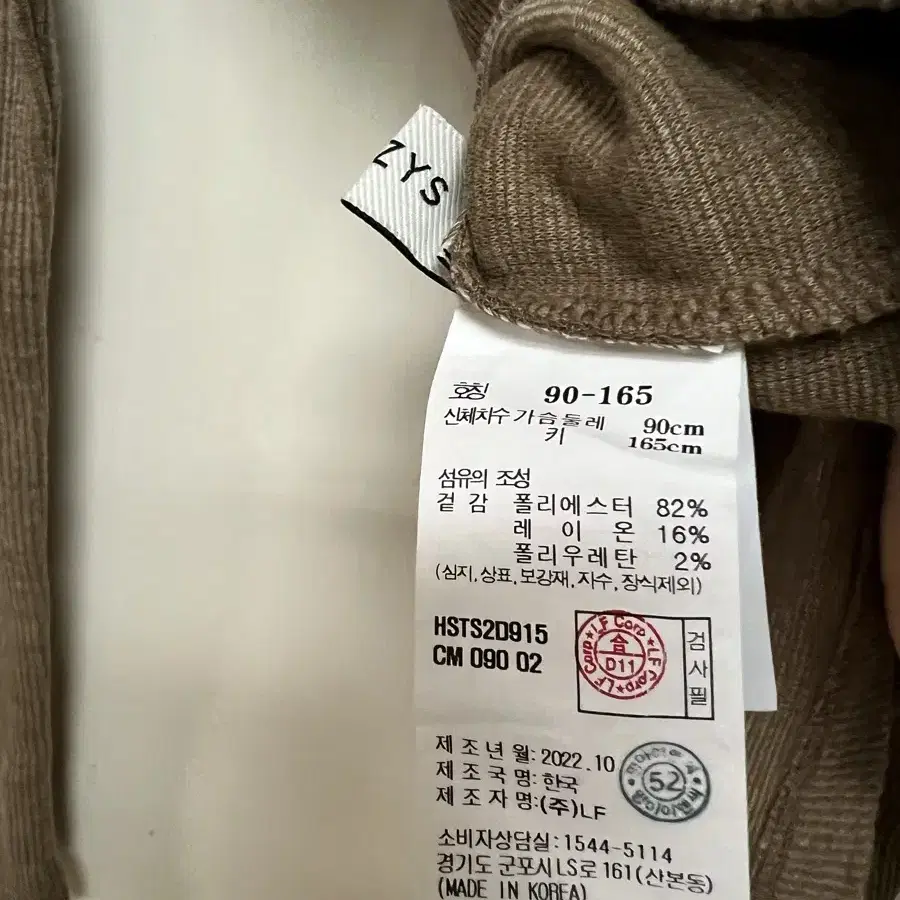 ZYS
호칭 90-165
신체차수 가슴둘레 90cm
키 165cm
섬유의 조성
겉 감 폴리에스터 82%
레 이 온 16%
폴리우레탄 2%
(심지,상표,보강재,자수,장식제외)
HSTS2D915
CM 090 02
LF Corp★LF Corp★LF Corp★
합
D11
검사필
52
제조년월:2022.10
제조국명:한국
제조자명:(주)LF
소비자상담실:1544-5114
경기도 군포시 LS로 161(산본동)
(MADE IN KOREA)